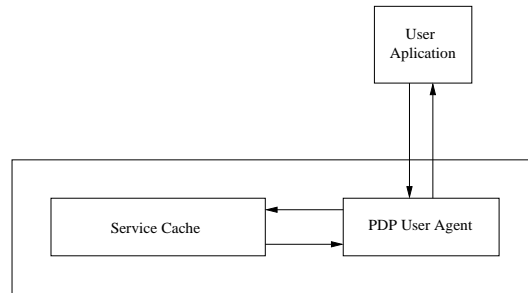 User
Aplication
Service Cache
PDP User Agent